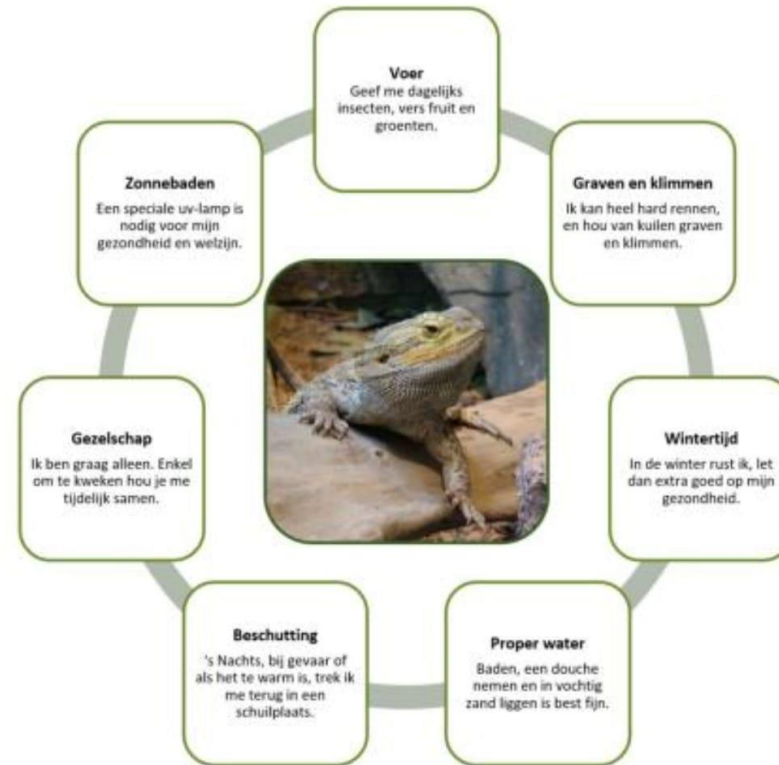 Voer
Geef me dagelijks
insecten, vers fruit en
groenten.
Graven en klimmen
Ik kan heel hard rennen,
en hou van kuilen graven
en klimmen.
Wintertijd
In de winter rust ik, let
dan extra goed op mijn
gezondheid.
Proper water
Baden, een douche
nemen en in vochtig
zand liggen is best fijn.
Beschutting
's Nachts, bij gevaar of
als het te warm is, trek ik
me terug in een
schuilplaats.
Gezelschap
Ik ben graag alleen. Enkel
om te kweken hou je me
tijdelijk samen.
Zonnebaden
Een speciale uv-lamp is
nodig voor mijn
gezondheid en welzijn.